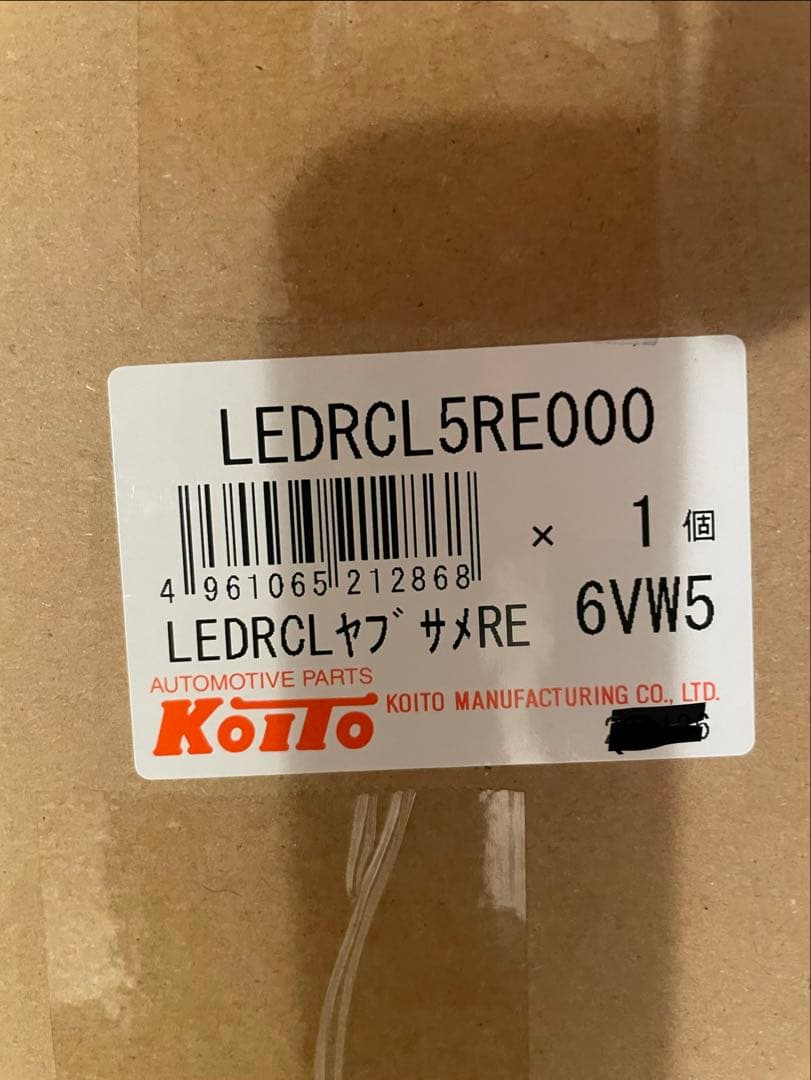 LEDRCL5RE000
× 1 個
4 961065 212868
LEDRCLヤブサメRE 6VW5
AUTOMOTIVE PARTS
KOITO KOITO MANUFACTURING CO., LTD.